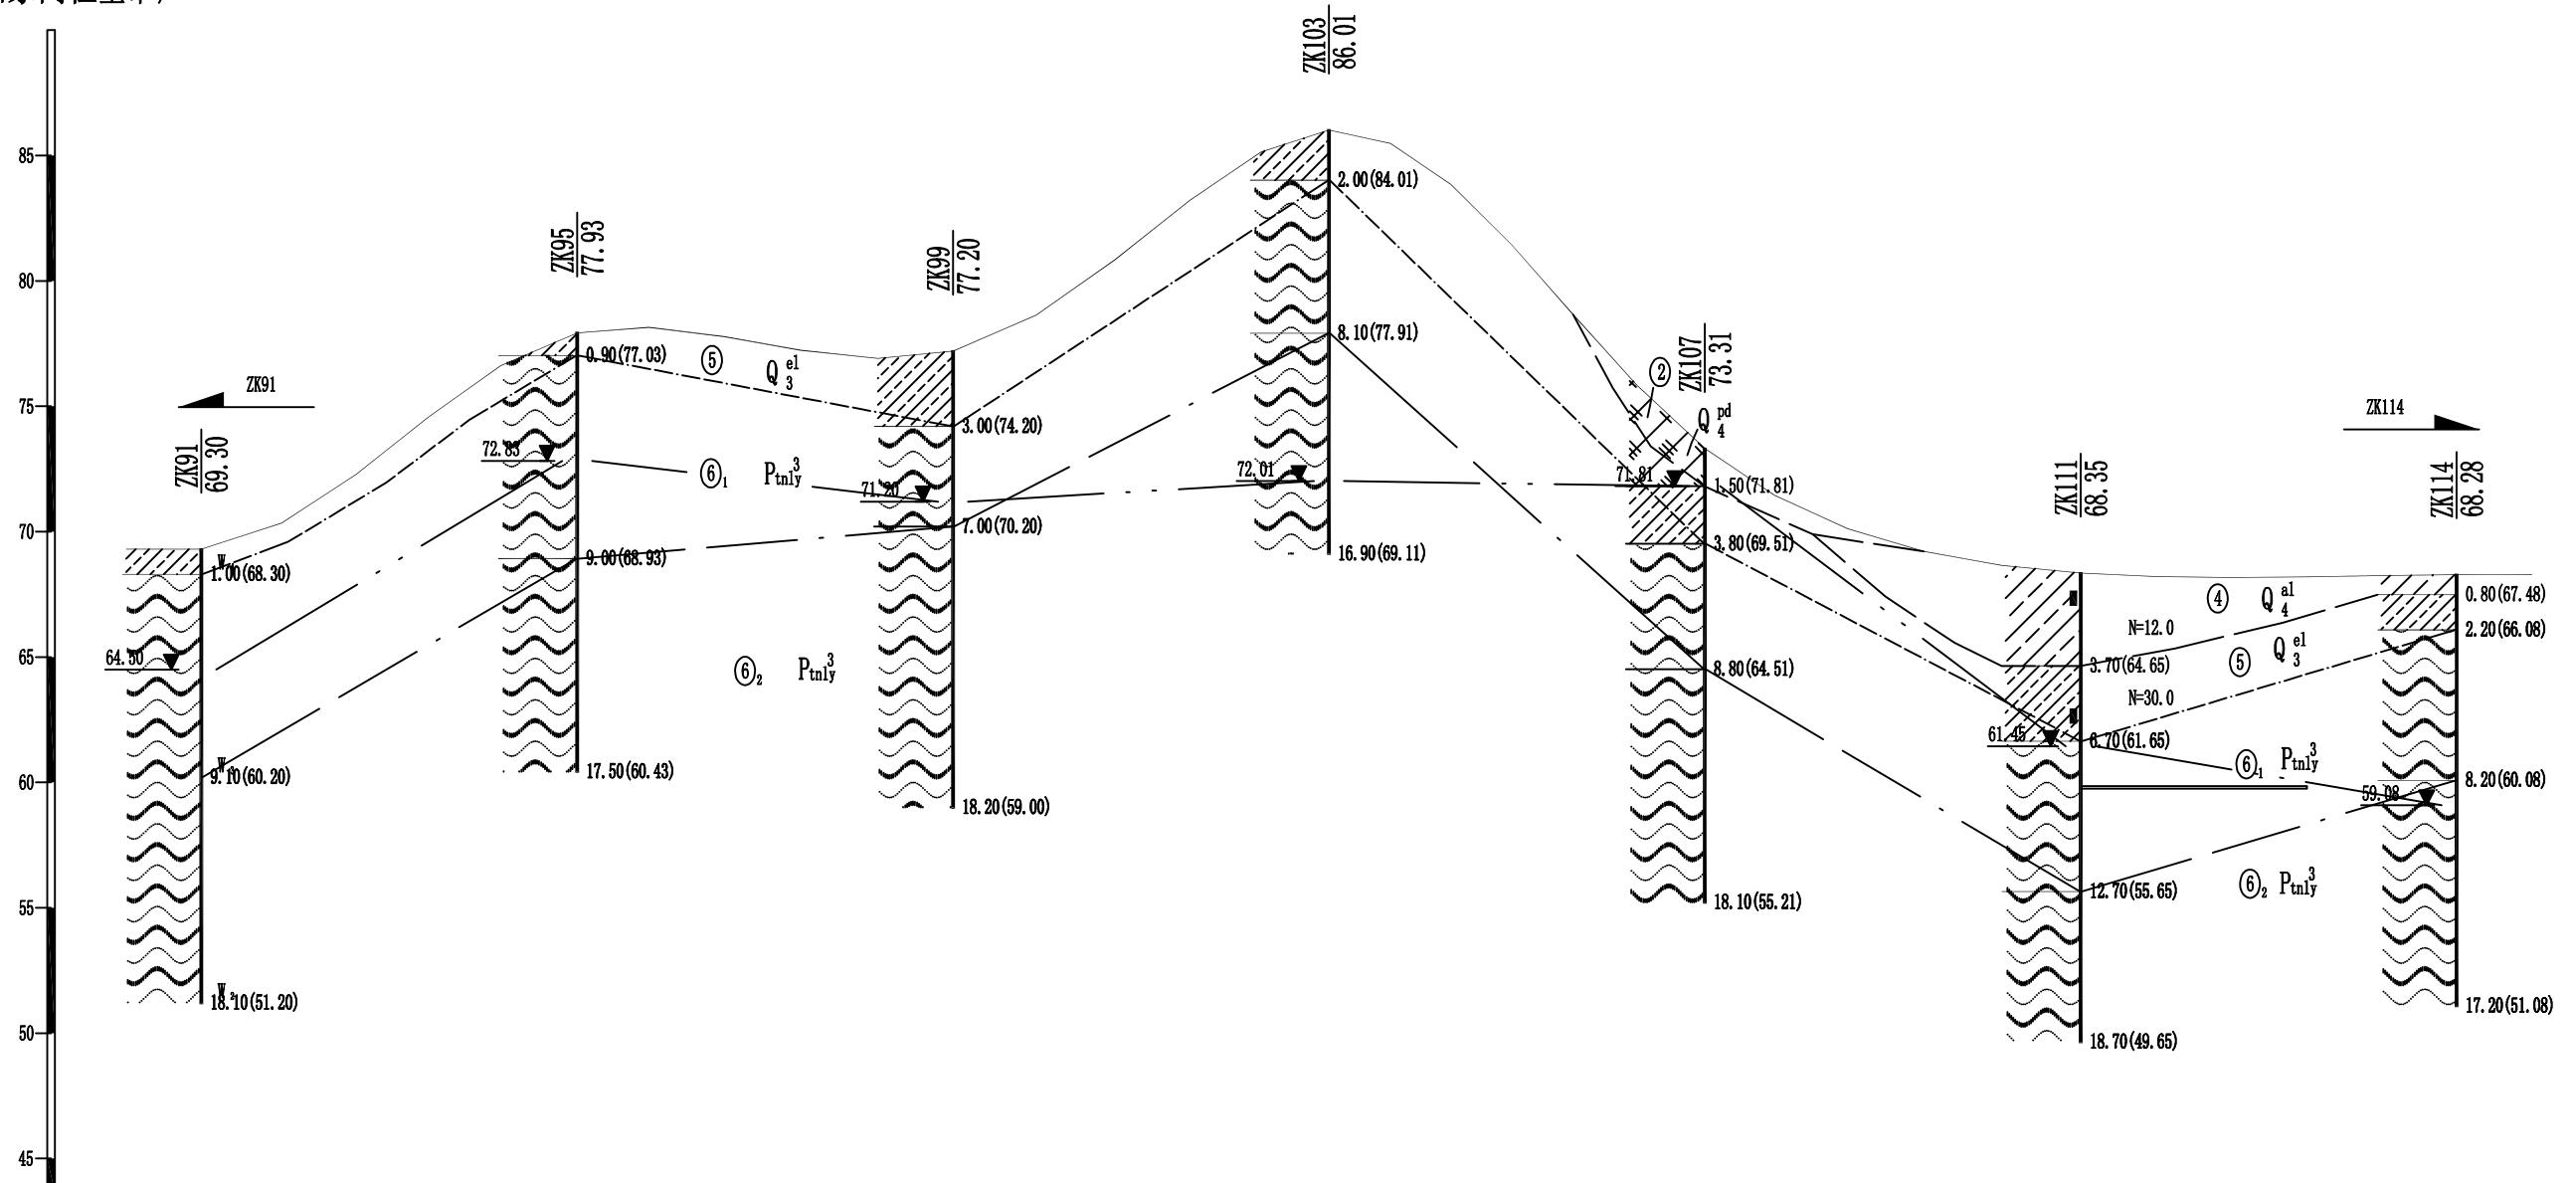 ZK103
86.01
85
2.00(84.01)
ZK95
77.93
ZK99
77.20
80
8.10(77.91)
ZK107
73.31
0.90(77.03)
⑤
Q3el
②
Q4pd
ZK91
75
ZK114
3.00(74.20)
ZK91
69.30
72.83
⑥1
Ptnly3
71.20
72.01
71.81
1.50(71.81)
ZK111
68.35
ZK114
68.28
70
7.00(70.20)
3.80(69.51)
9.00(68.93)
16.90(69.11)
W
1.00(68.30)
④
Q4al
0.80(67.48)
N=12.0
2.20(66.08)
65
64.50
⑥2
Ptnly3
8.80(64.51)
3.70(64.65)
⑤
Q3el
N=30.0
61.45
6.70(61.65)
W
9.10(60.20)
17.50(60.43)
⑥1
Ptnly3
60
8.20(60.08)
59.08
18.20(59.00)
55
18.10(55.21)
12.70(55.65)
⑥2
Ptnly3
W2
18.10(51.20)
17.20(51.08)
50
18.70(49.65)
45